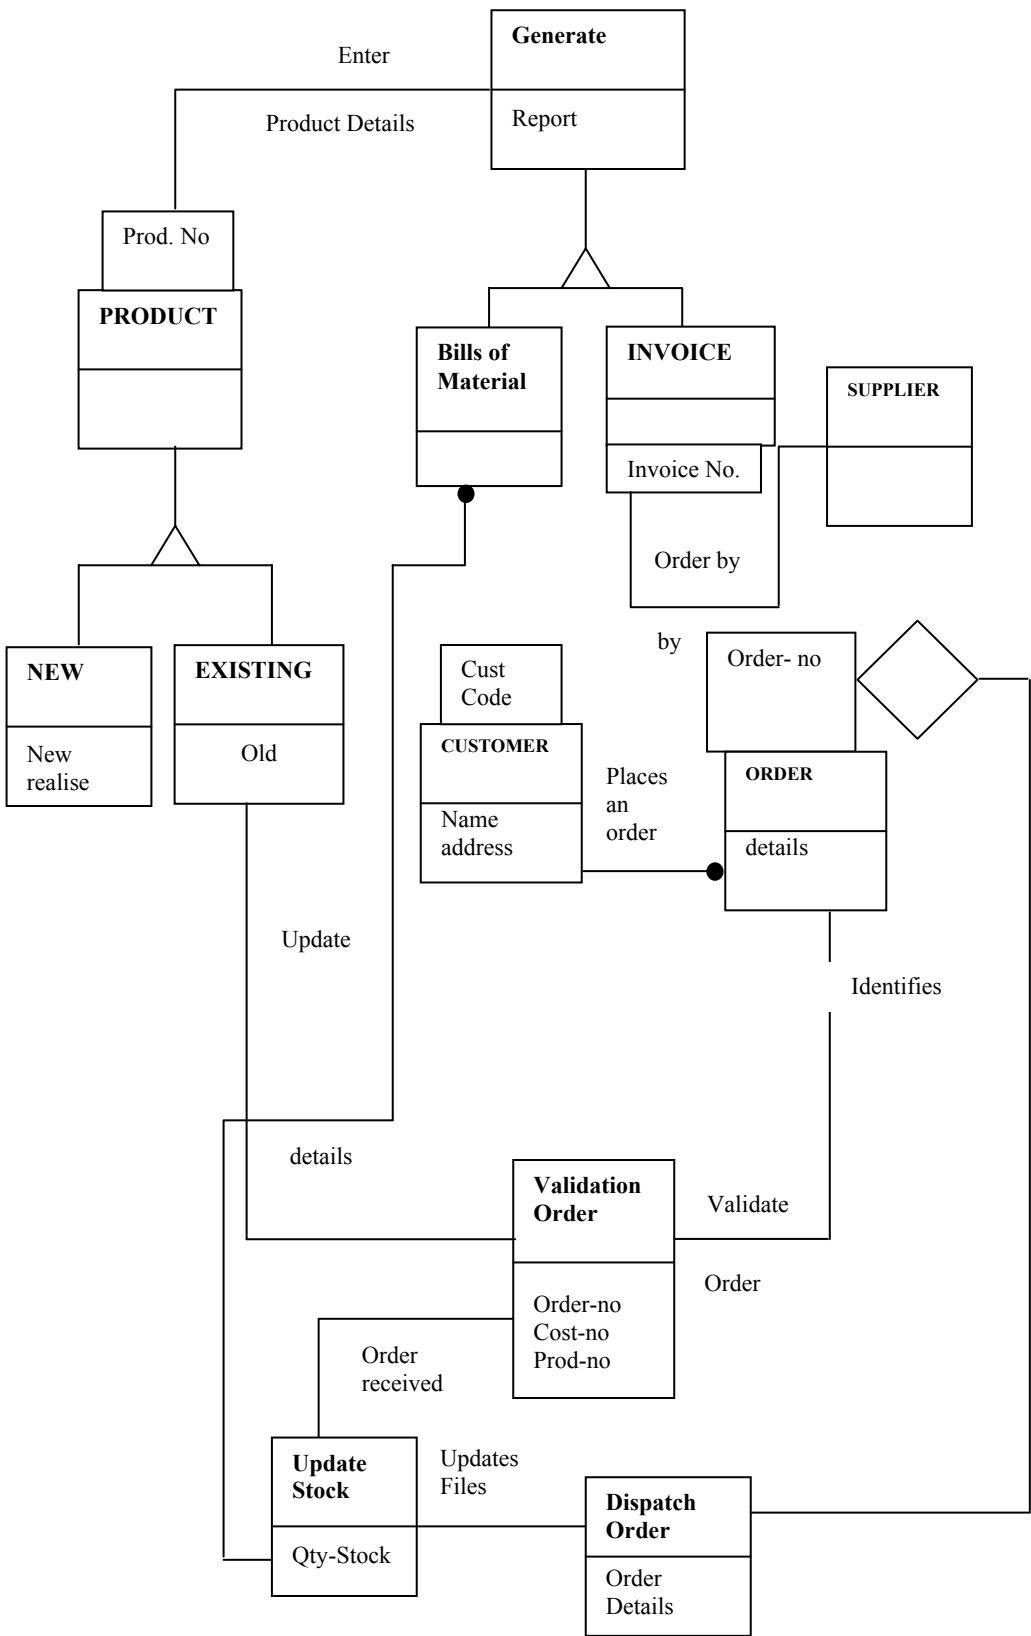 Generate
Enter
Report
Product Details
Prod. No
PRODUCT
Bills of
Material
INVOICE
SUPPLIER
Invoice No.
Order by
by
Order- no
NEW
EXISTING
Cust
Code
New
realise
Old
CUSTOMER
Places
an
order
ORDER
Name
address
details
Update
Identifies
details
Validation
Order
Validate
Order
Order-no
Cost-no
Prod-no
Order
received
Update
Stock
Updates
Files
Dispatch
Order
Qty-Stock
Order
Details